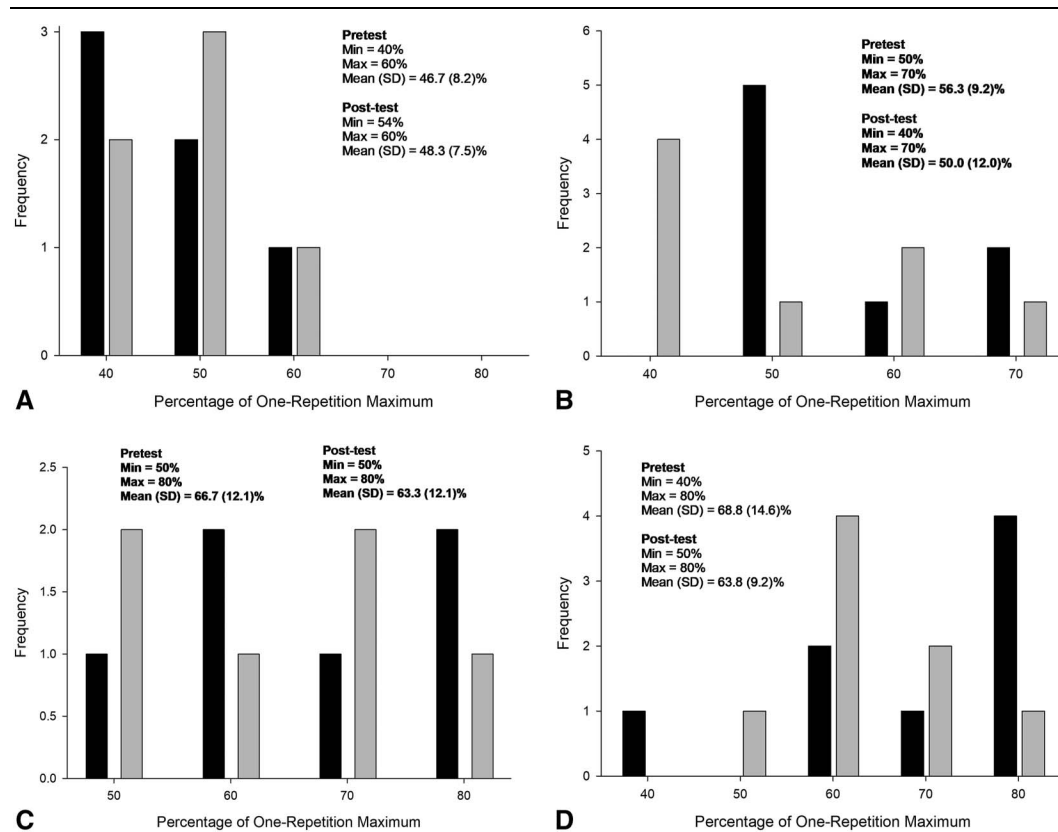 Pretest
Min = 40%
Max = 60%
Mean (SD) = 46.7 (8.2)%
Post-test
Min = 54%
Max = 60%
Mean (SD) = 48.3 (7.5)%
3
2
1
0
Frequency
40 50 60 70 80
Percentage of One-Repetition Maximum
A
Pretest
Min = 50%
Max = 70%
Mean (SD) = 56.3 (9.2)%
Post-test
Min = 40%
Max = 70%
Mean (SD) = 50.0 (12.0)%
6
5
4
3
2
1
0
Frequency
40 50 60 70
Percentage of One-Repetition Maximum
B
Pretest
Min = 50%
Max = 80%
Mean (SD) = 66.7 (12.1)%
Post-test
Min = 50%
Max = 80%
Mean (SD) = 63.3 (12.1)%
2.5
2.0
1.5
1.0
0.5
0.0
Frequency
50 60 70 80
Percentage of One-Repetition Maximum
C
Pretest
Min = 40%
Max = 80%
Mean (SD) = 68.8 (14.6)%
Post-test
Min = 50%
Max = 80%
Mean (SD) = 63.8 (9.2)%
5
4
3
2
1
0
Frequency
40 50 60 70 80
Percentage of One-Repetition Maximum
D